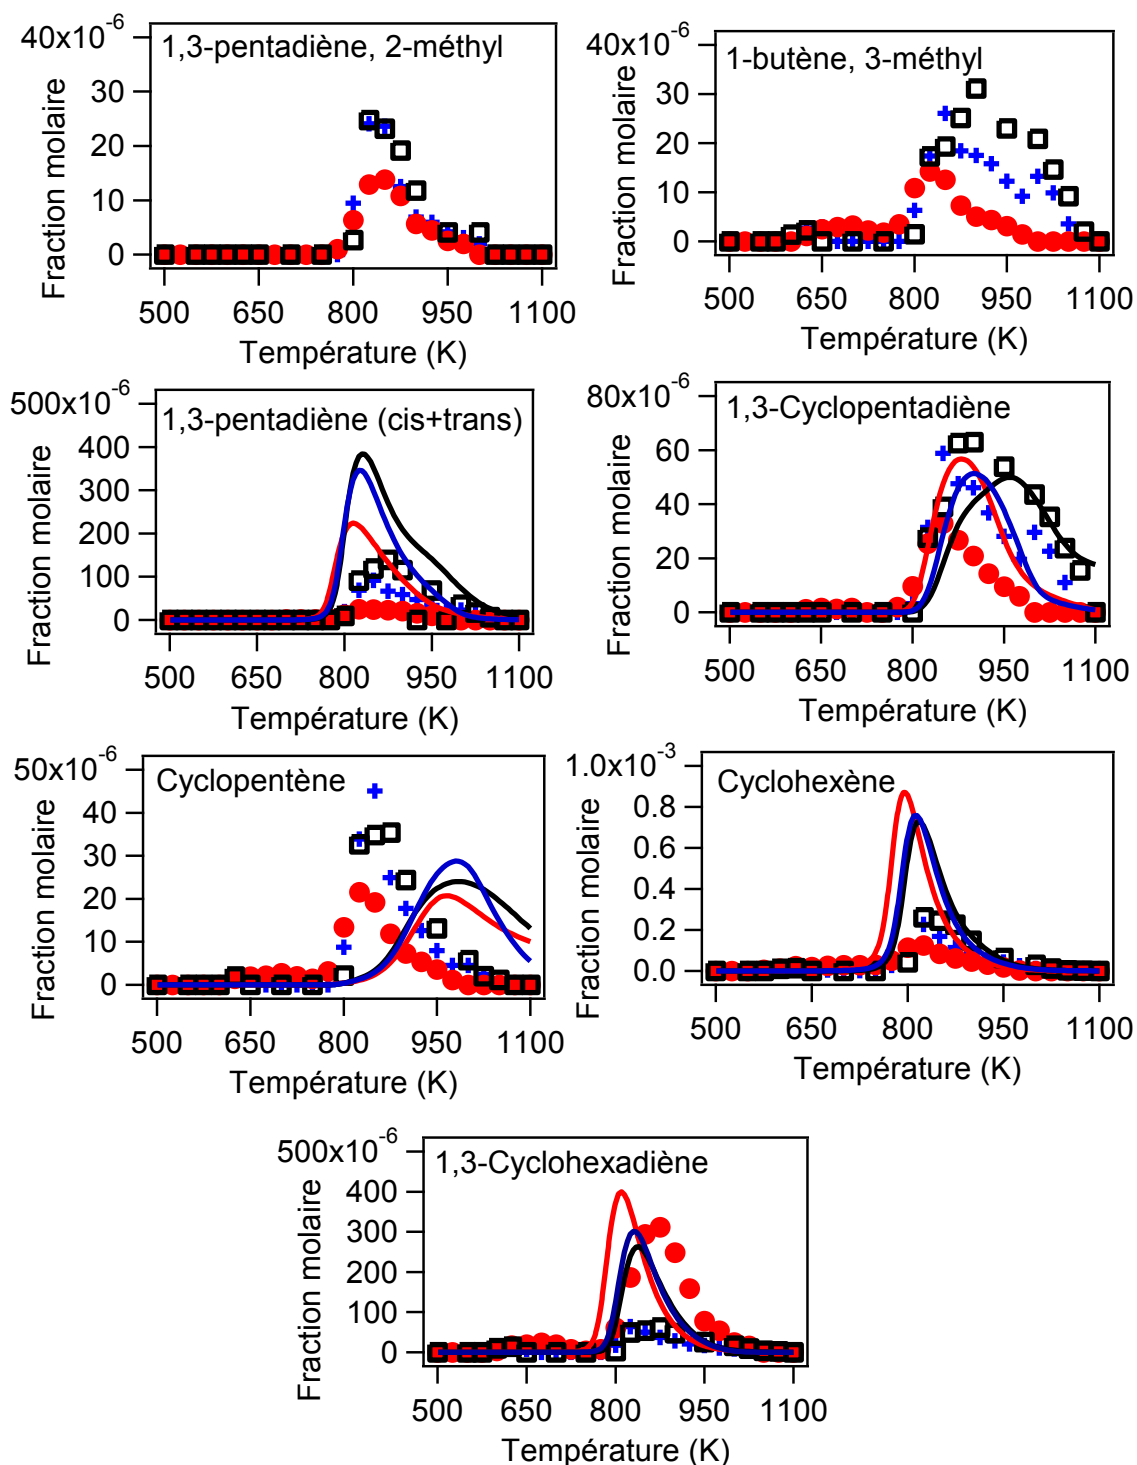 1,3-pentadiène, 2-méthyl
40x10-6
30
20
10
0
Fraction molaire
500 650 800 950 1100
Température (K)
1-butène, 3-méthyl
40x10-6
30
20
10
0
Fraction molaire
500 650 800 950 1100
Température (K)
1,3-pentadiène (cis+trans)
500x10-6
400
300
200
100
0
Fraction molaire
500 650 800 950 1100
Température (K)
1,3-Cyclopentadiène
80x10-6
60
40
20
0
Fraction molaire
500 650 800 950 1100
Température (K)
Cyclopentène
50x10-6
40
30
20
10
0
Fraction molaire
500 650 800 950 1100
Température (K)
Cyclohexène
1.0x10-3
0.8
0.6
0.4
0.2
0.0
Fraction molaire
500 650 800 950 1100
Température (K)
1,3-Cyclohexadiène
500x10-6
400
300
200
100
0
Fraction molaire
500 650 800 950 1100
Température (K)